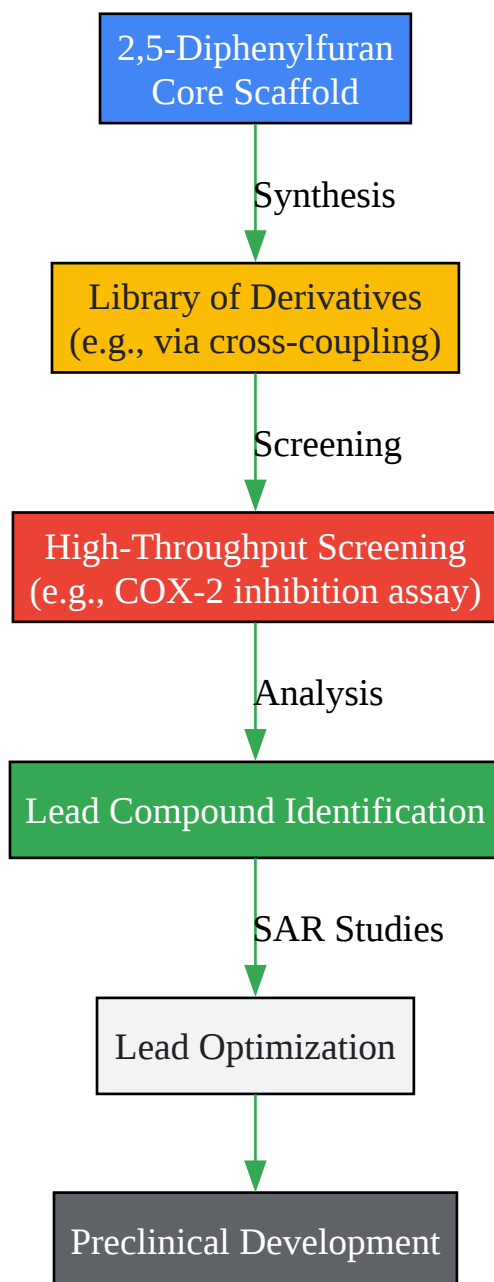 2,5-Diphenylfuran
Core Scaffold
Synthesis
Library of Derivatives
(e.g., via cross-coupling)
Screening
High-Throughput Screening
(e.g., COX-2 inhibition assay)
Analysis
Lead Compound Identification
SAR Studies
Lead Optimization
Preclinical Development